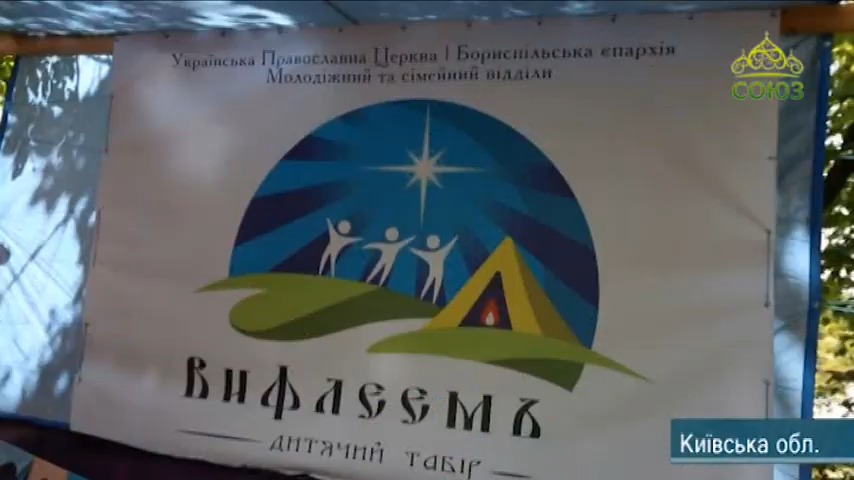 Українська Православна Церква | Бориспільська єпархія
Молодіжний та сімейний відділи
СОЮЗ
Вифлеемъ
дитячий табір
Київська обл.